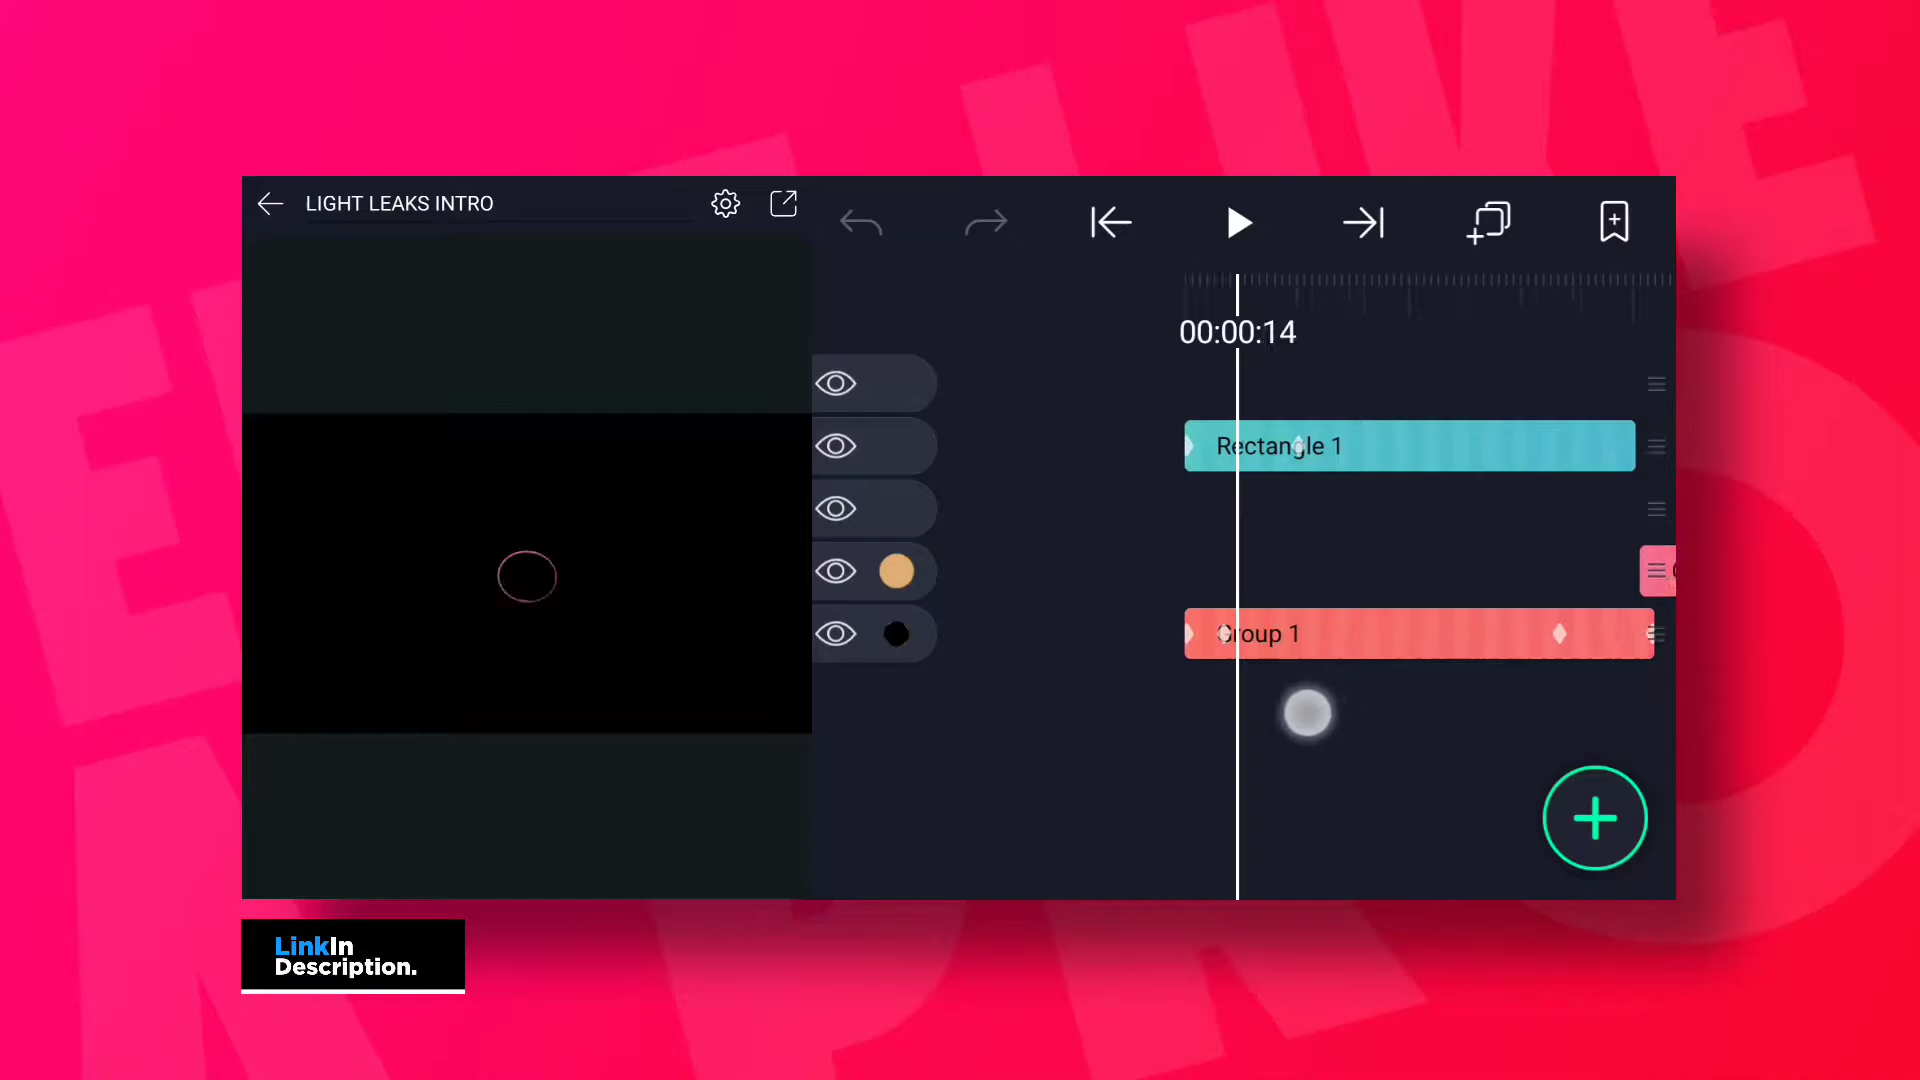 LIGHT LEAKS INTRO
00:00:14
Rectangle 1
Group 1
LinkIn
Description.